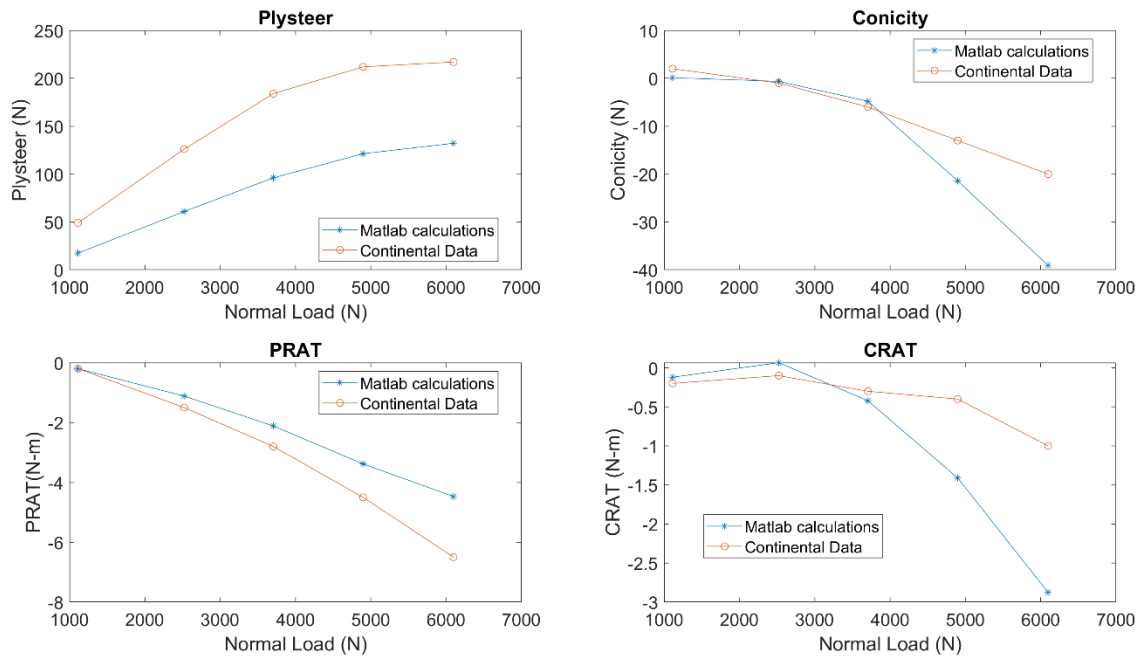 Plysteer
250
200
150
100
50
0
Plysteer (N)
Matlab calculations
Continental Data
1000 2000 3000 4000 5000 6000 7000
Normal Load (N)
Conicity
10
0
-10
-20
-30
-40
Conicity (N)
Matlab calculations
Continental Data
1000 2000 3000 4000 5000 6000 7000
Normal Load (N)
PRAT
0
-2
-4
-6
-8
PRAT(N-m)
Matlab calculations
Continental Data
1000 2000 3000 4000 5000 6000 7000
Normal Load (N)
CRAT
0
-0.5
-1
-1.5
-2
-2.5
-3
CRAT (N-m)
Matlab calculations
Continental Data
1000 2000 3000 4000 5000 6000 7000
Normal Load (N)